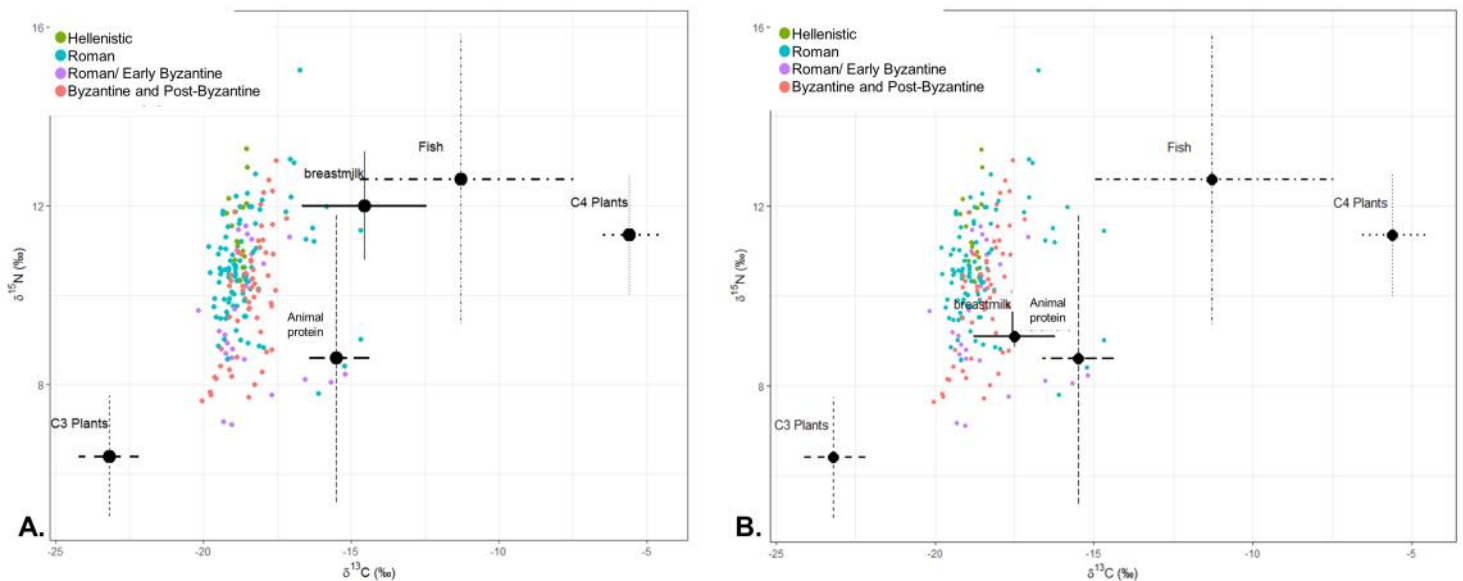 16
Hellenistic
Roman
Roman/ Early Byzantine
Byzantine and Post-Byzantine
Fish
breastmilk
12
C4 Plants
δ15N (‰)
Animal
protein
8
C3 Plants
A.
-25
-20
-15
-10
-5
δ13C (‰)
16
Hellenistic
Roman
Roman/ Early Byzantine
Byzantine and Post-Byzantine
Fish
12
C4 Plants
δ15N (‰)
breastmilk
Animal
protein
8
C3 Plants
B.
-25
-20
-15
-10
-5
δ13C (‰)